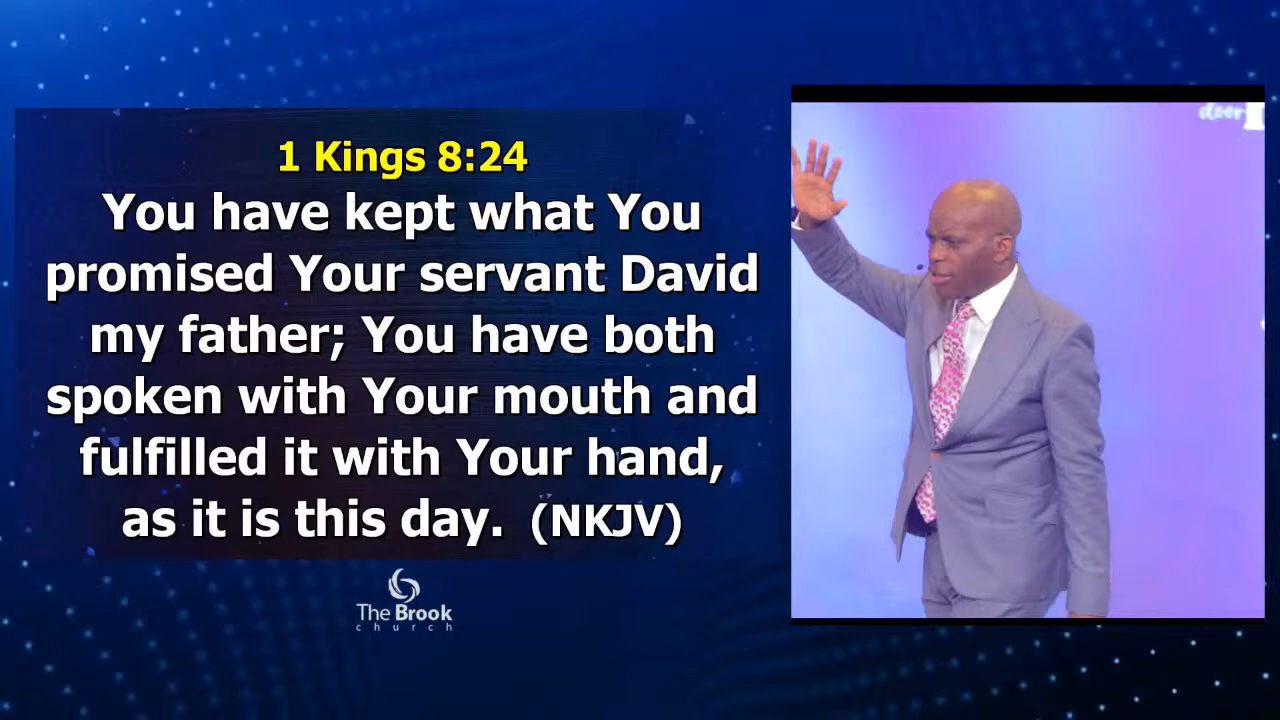 1 Kings 8:24
You have kept what You
promised Your servant David
my father; You have both
spoken with Your mouth and
fulfilled it with Your hand,
as it is this day. (NKJV)
The Brook
church
door